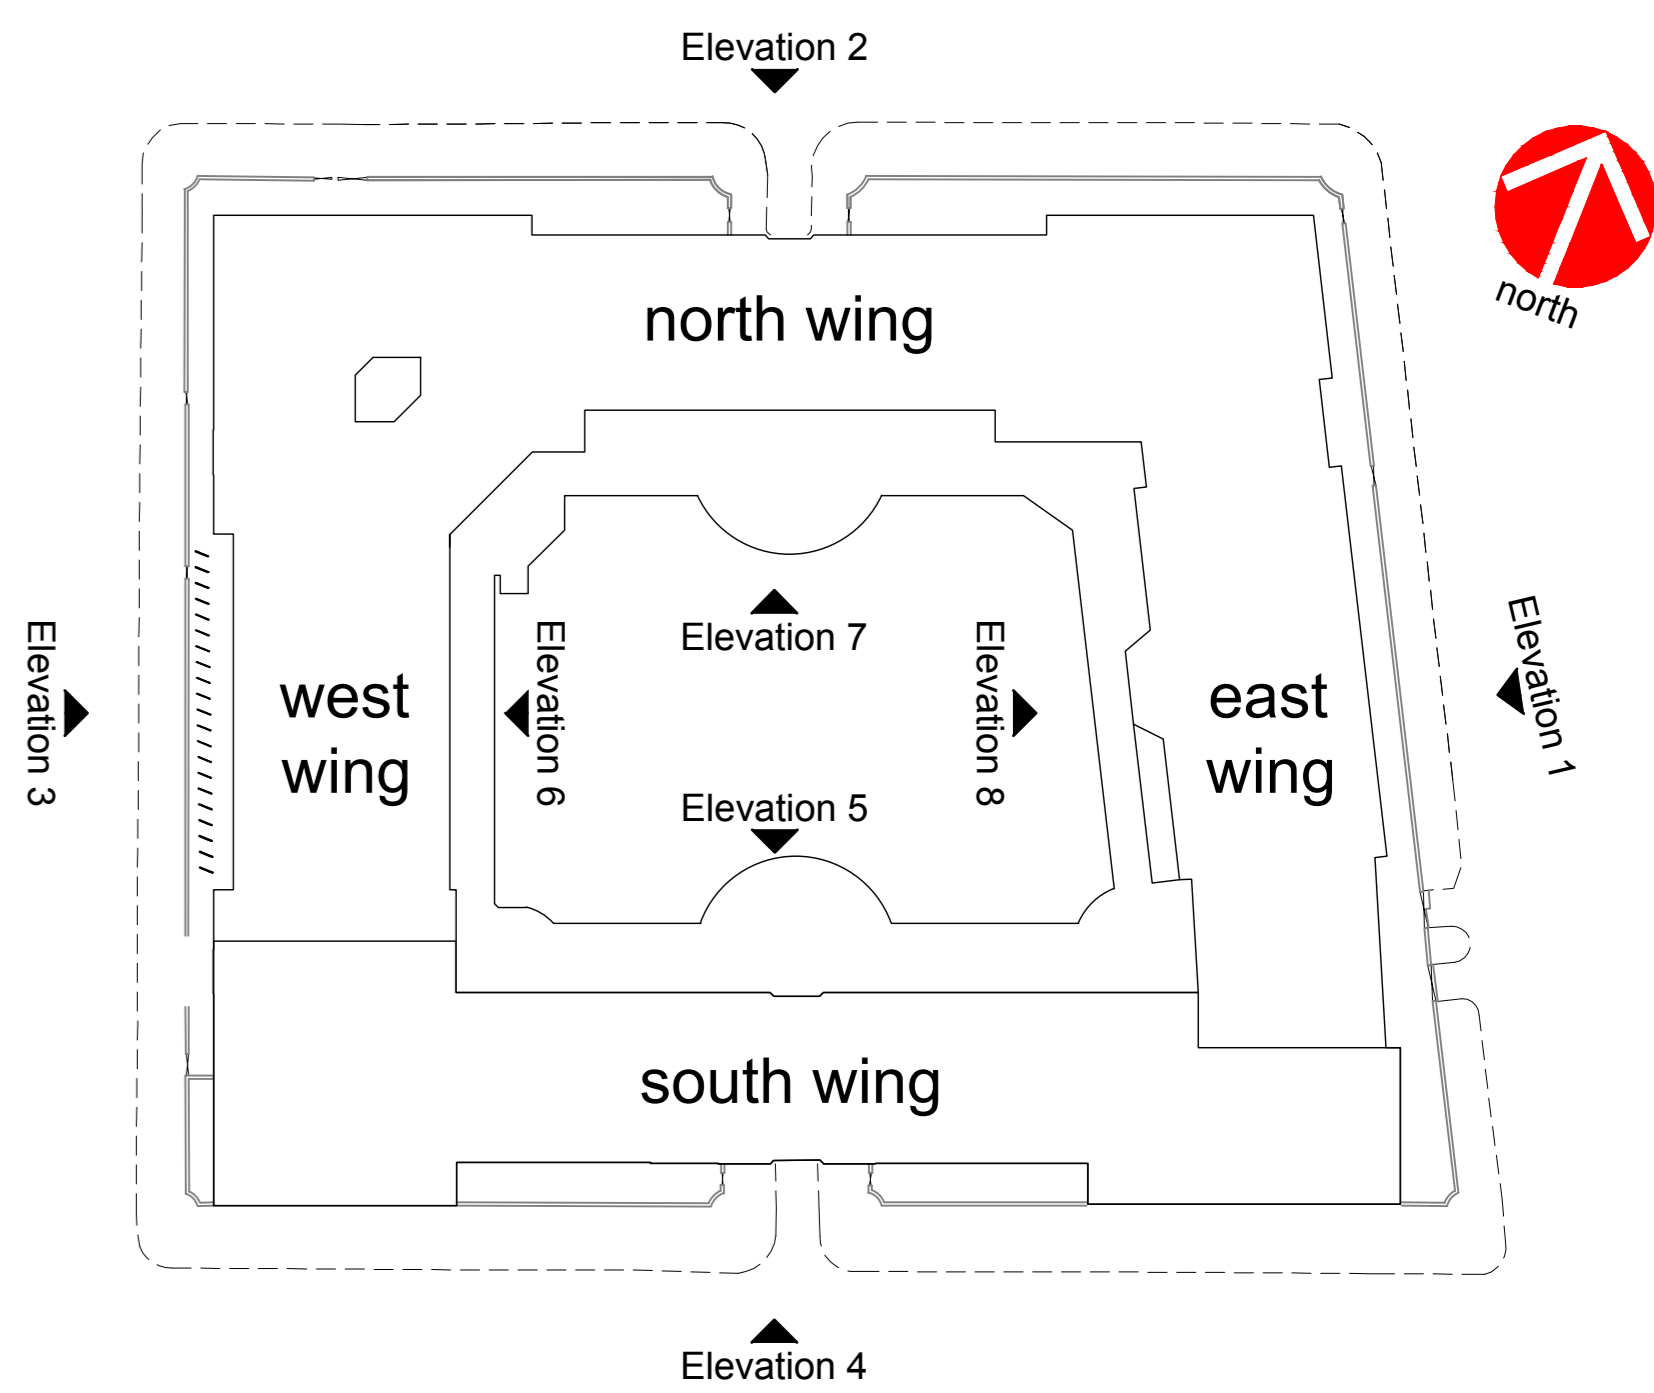 Elevation 2
north
north wing
Elevation 3
Elevation 6
Elevation 7
Elevation 8
Elevation 1
west
wing
east
wing
Elevation 5
south wing
Elevation 4